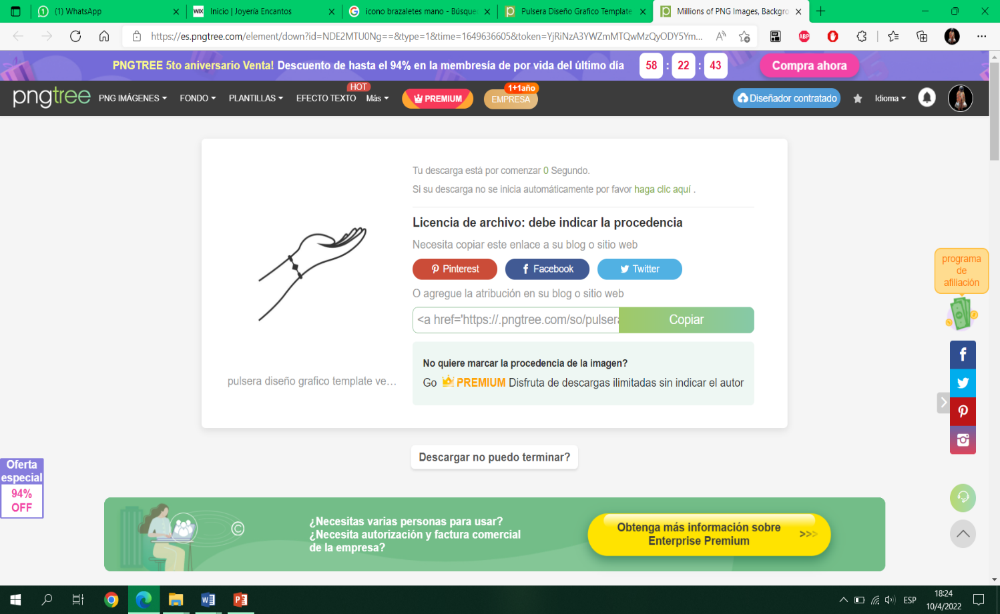 (1) WhatsApp
WIX Inicio | Joyería Encantos
icono brazaletes mano - Búsque
Pulsera Diseño Grafico Template
Millions of PNG Images, Backgro
https://es.pngtree.com/element/down?id=NDE2MTU0Ng==&type=1&time=1649636605&token=YjRiNzA3YWZmMTQwMzQyODY5Ym...
ABP
PNGTREE 5to aniversario Venta! Descuento de hasta el 94% en la membresía de por vida del último día
58 : 22 : 43
Compra ahora
pngtree
PNG IMÁGENES
FONDO
PLANTILLAS
EFECTO TEXTO
HOT
Más
PREMIUM
1+1año
EMPRESA
Diseñador contratado
Idioma
Tu descarga está por comenzar 0 Segundo.
Si su descarga no se inicia automáticamente por favor haga clic aquí .
Licencia de archivo: debe indicar la procedencia
Necesita copiar este enlace a su blog o sitio web
Pinterest
Facebook
Twitter
O agregue la atribución en su blog o sitio web
<a href='https://.pngtree.com/so/pulsera
Copiar
No quiere marcar la procedencia de la imagen?
Go PREMIUM Disfruta de descargas ilimitadas sin indicar el autor
pulsera diseño grafico template ve...
Descargar no puedo terminar?
programa
de
afiliación
Oferta
especial
94%
OFF
¿Necesitas varias personas para usar?
¿Necesita autorización y factura comercial
de la empresa?
Obtenga más información sobre
Enterprise Premium
>>>
ESP
18:24
10/4/2022